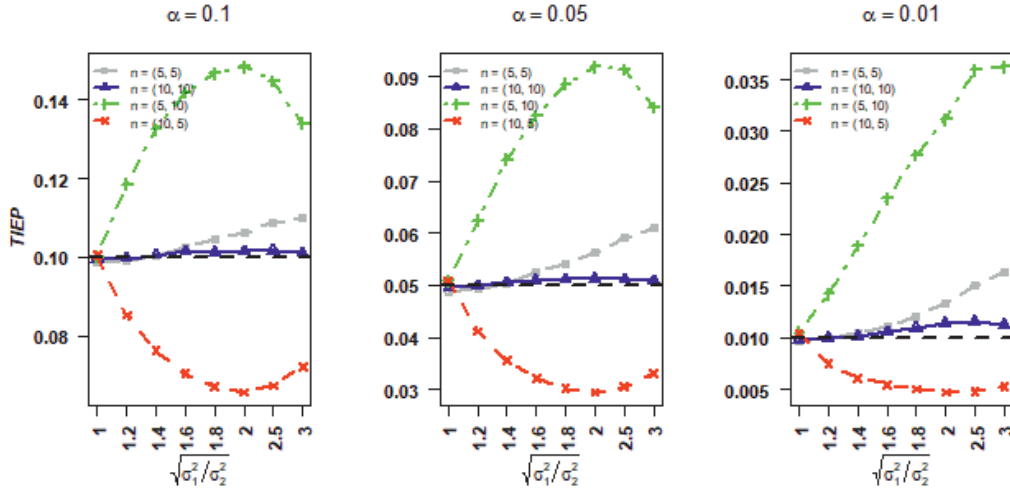 α = 0.1
TIEP
0.14
0.12
0.10
0.08
n = (5, 5)
n = (10, 10)
n = (5, 10)
n = (10, 5)
1 1.2 1.4 1.6 1.8 2 2.5 3
√σ₁²/σ₂²
α = 0.05
0.09
0.08
0.07
0.06
0.05
0.04
0.03
n = (5, 5)
n = (10, 10)
n = (5, 10)
n = (10, 5)
1 1.2 1.4 1.6 1.8 2 2.5 3
√σ₁²/σ₂²
α = 0.01
0.035
0.030
0.025
0.020
0.015
0.010
0.005
n = (5, 5)
n = (10, 10)
n = (5, 10)
n = (10, 5)
1 1.2 1.4 1.6 1.8 2 2.5 3
√σ₁²/σ₂²